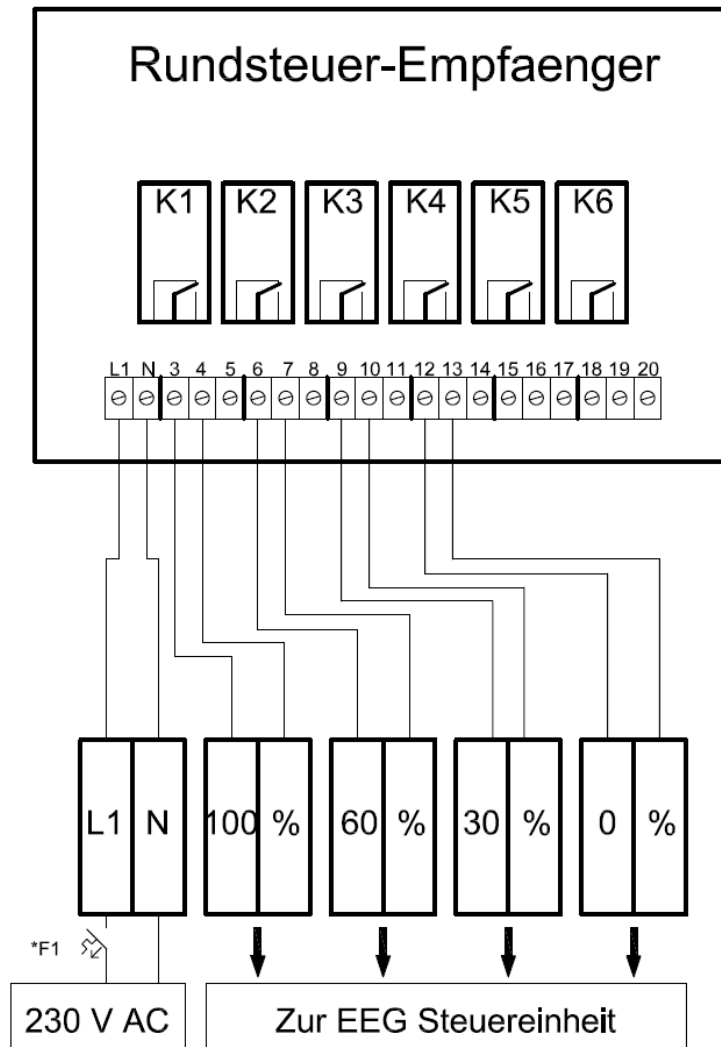 Rundsteuer-Empfaenger
K1 K2 K3 K4 K5 K6
L1 N 3 4 5 6 7 8 9 10 11 12 13 14 15 16 17 18 19 20
L1 N 100 % 60 % 30 % 0 %
*F1
230 V AC Zur EEG Steuereinheit